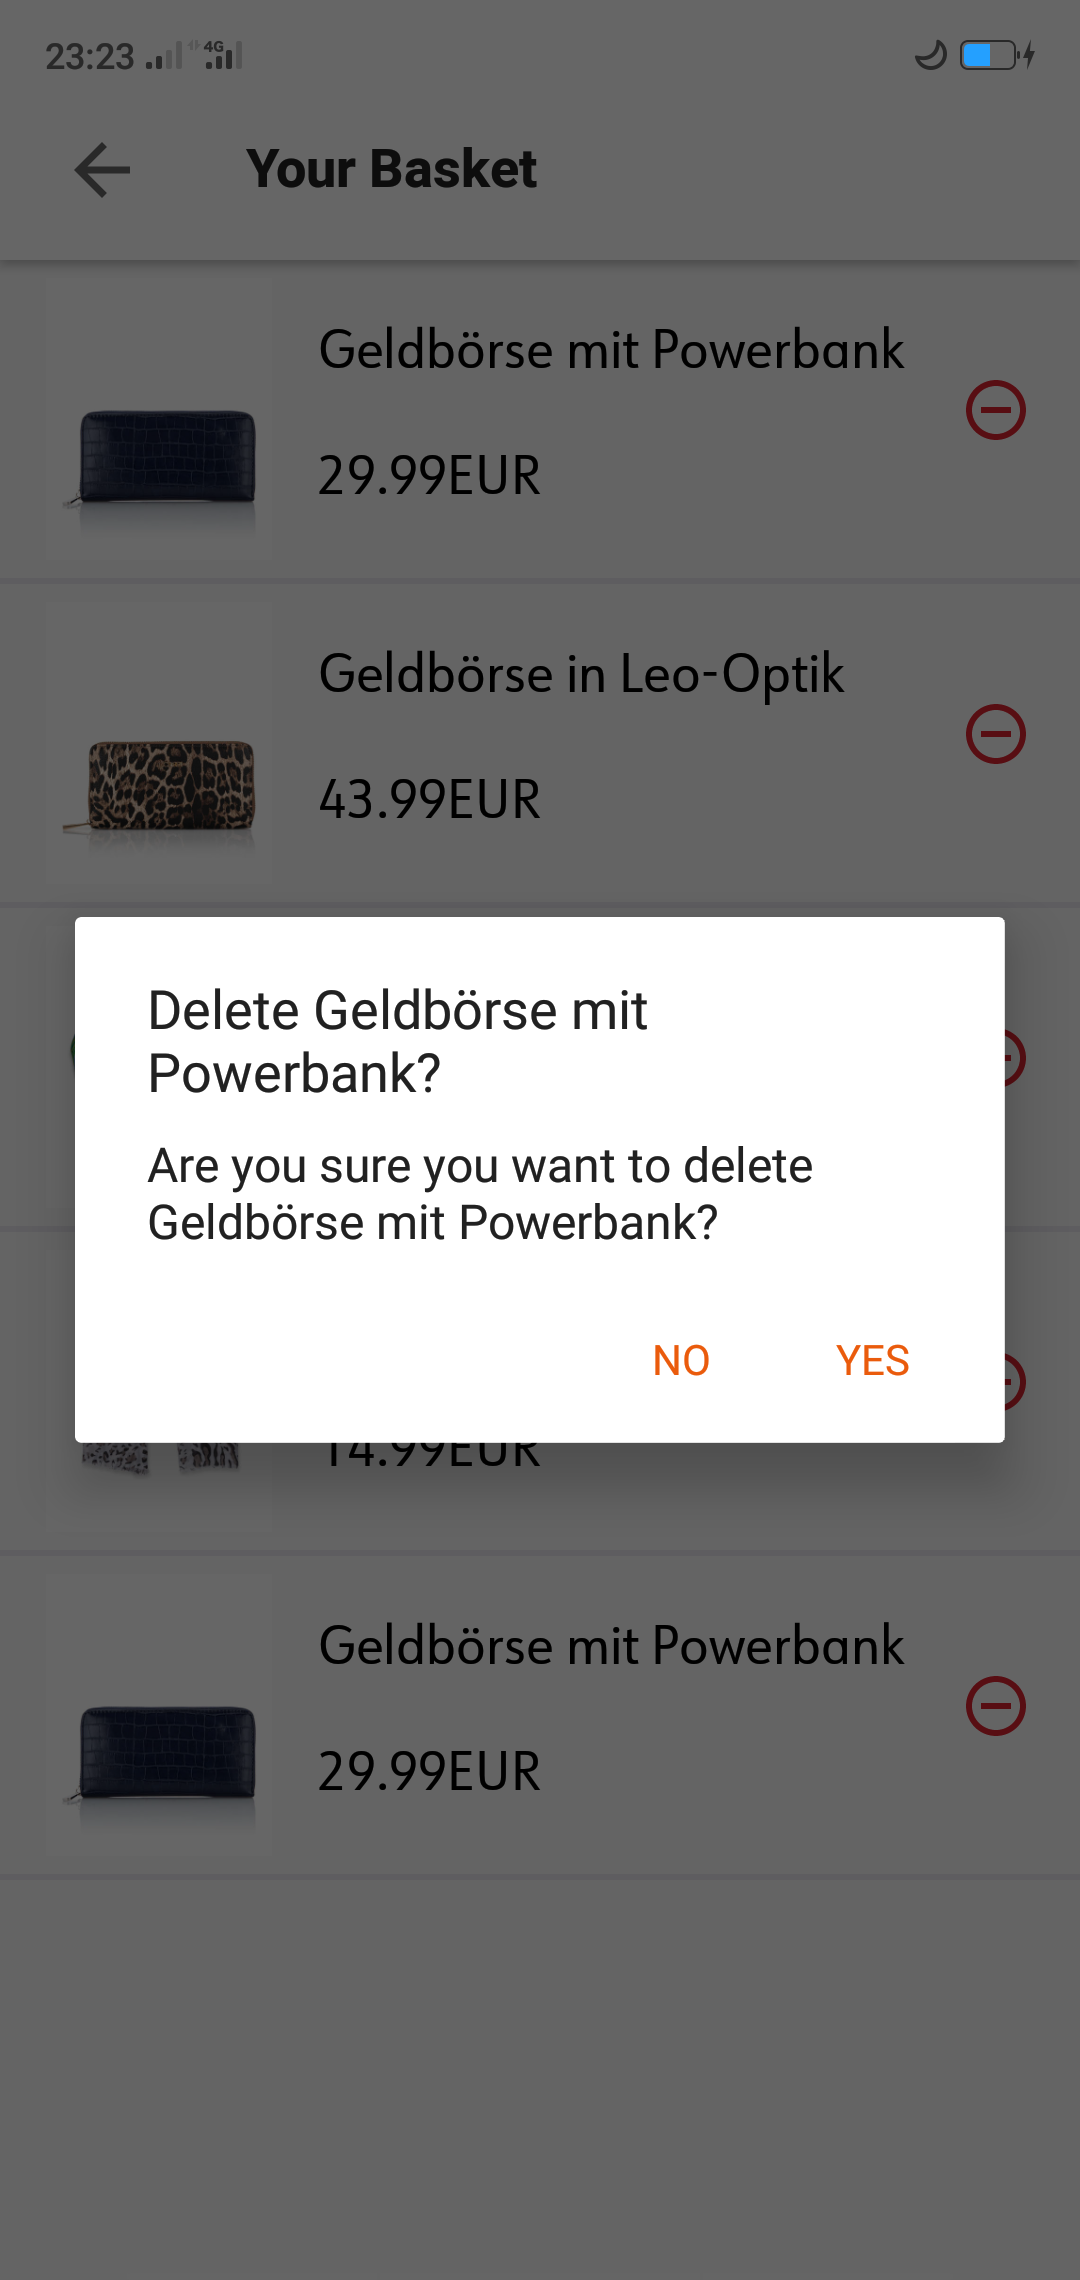 23:23
4G
Your Basket
Geldbörse mit Powerbank
29.99EUR
Geldbörse in Leo-Optik
43.99EUR
Delete Geldbörse mit
Powerbank?
Are you sure you want to delete
Geldbörse mit Powerbank?
NO YES
14.99EUR
Geldbörse mit Powerbank
29.99EUR